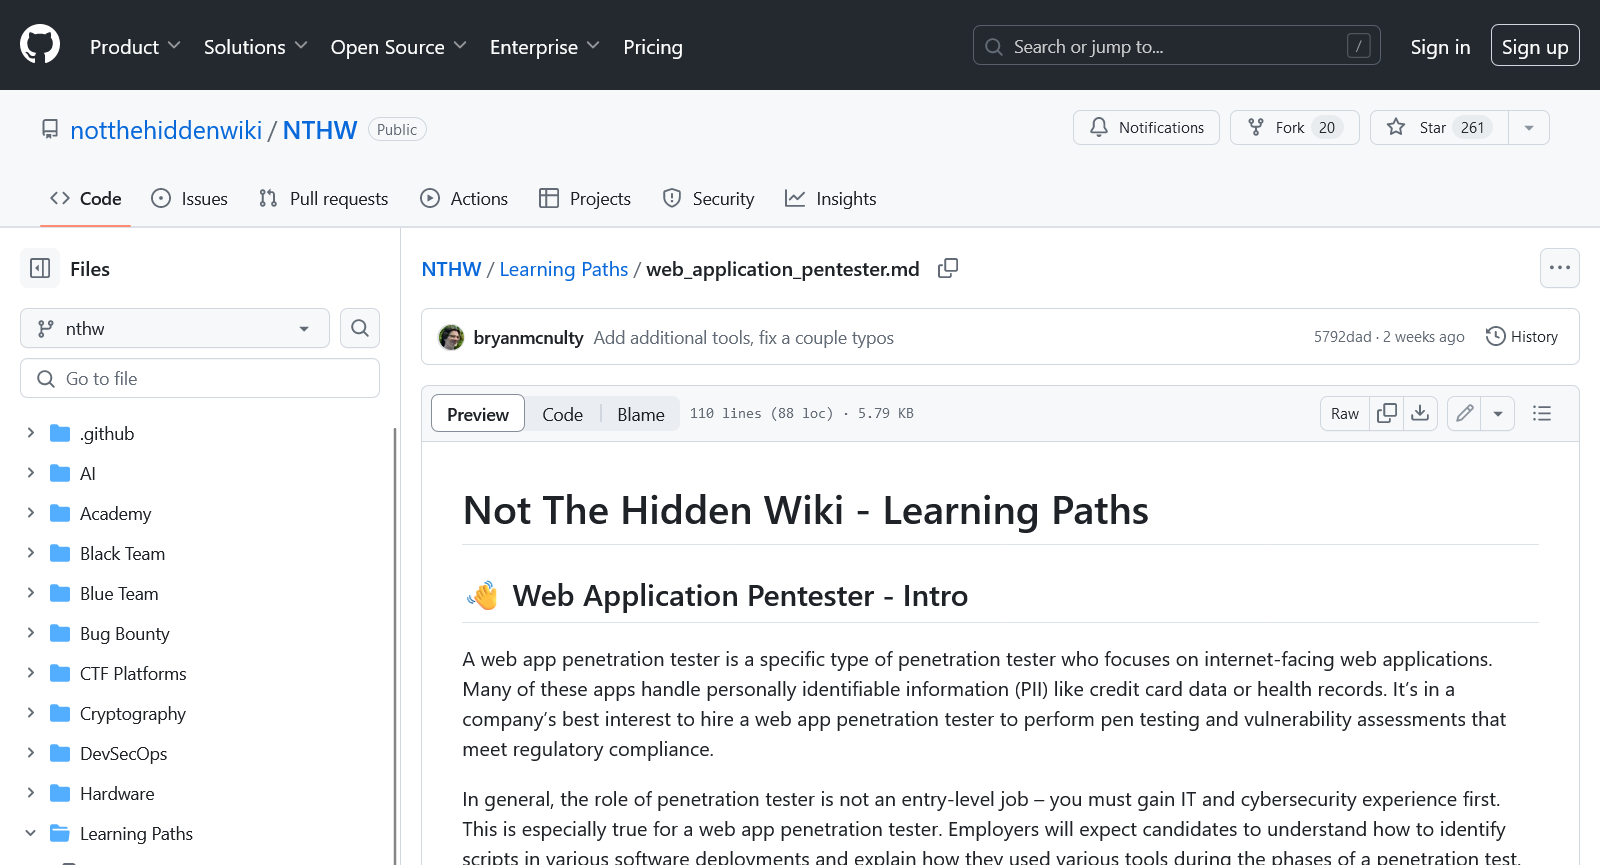 Product Solutions Open Source Enterprise Pricing Search or jump to... / Sign in Sign up
notthehiddenwiki / NTHW Public Notifications Fork 20 Star 261
Code Issues Pull requests Actions Projects Security Insights
Files
nthw
Go to file
.github
AI
Academy
Black Team
Blue Team
Bug Bounty
CTF Platforms
Cryptography
DevSecOps
Hardware
Learning Paths
NTHW / Learning Paths / web_application_pentester.md
bryanmcnulty Add additional tools, fix a couple typos 5792dad · 2 weeks ago History
Preview Code Blame 110 lines (88 loc) · 5.79 KB Raw
Not The Hidden Wiki - Learning Paths
👋 Web Application Pentester - Intro
A web app penetration tester is a specific type of penetration tester who focuses on internet-facing web applications.
Many of these apps handle personally identifiable information (PII) like credit card data or health records. It’s in a
company’s best interest to hire a web app penetration tester to perform pen testing and vulnerability assessments that
meet regulatory compliance.
In general, the role of penetration tester is not an entry-level job – you must gain IT and cybersecurity experience first.
This is especially true for a web app penetration tester. Employers will expect candidates to understand how to identify
scripts in various software deployments and explain how they used various tools during the phases of a penetration test.